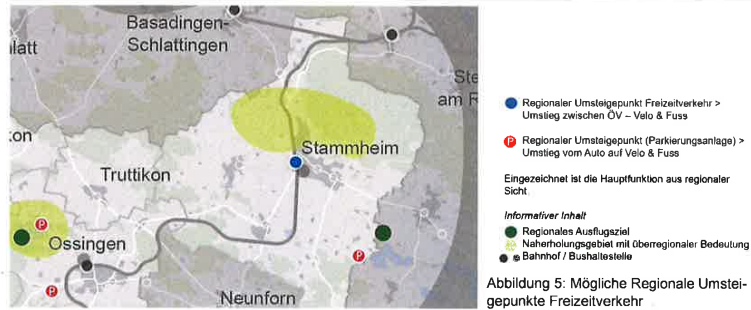 Basadingen-
Schlattingen
latt
Ste
am R
ton
Stammheim
Truttikon
Ossingen
Neunforn
P
P
P
Regionaler Umsteigepunkt Freizeitverkehr >
Umstieg zwischen ÖV – Velo & Fuss
P Regionaler Umsteigepunkt (Parkierungsanlage) >
Umstieg vom Auto auf Velo & Fuss
Eingezeichnet ist die Hauptfunktion aus regionaler
Sicht.
Informativer Inhalt
Regionales Ausflugsziel
Naherholungsgebiet mit überregionaler Bedeutung
Bahnhof / Bushaltestelle
Abbildung 5: Mögliche Regionale Umstei-
gepunkte Freizeitverkehr